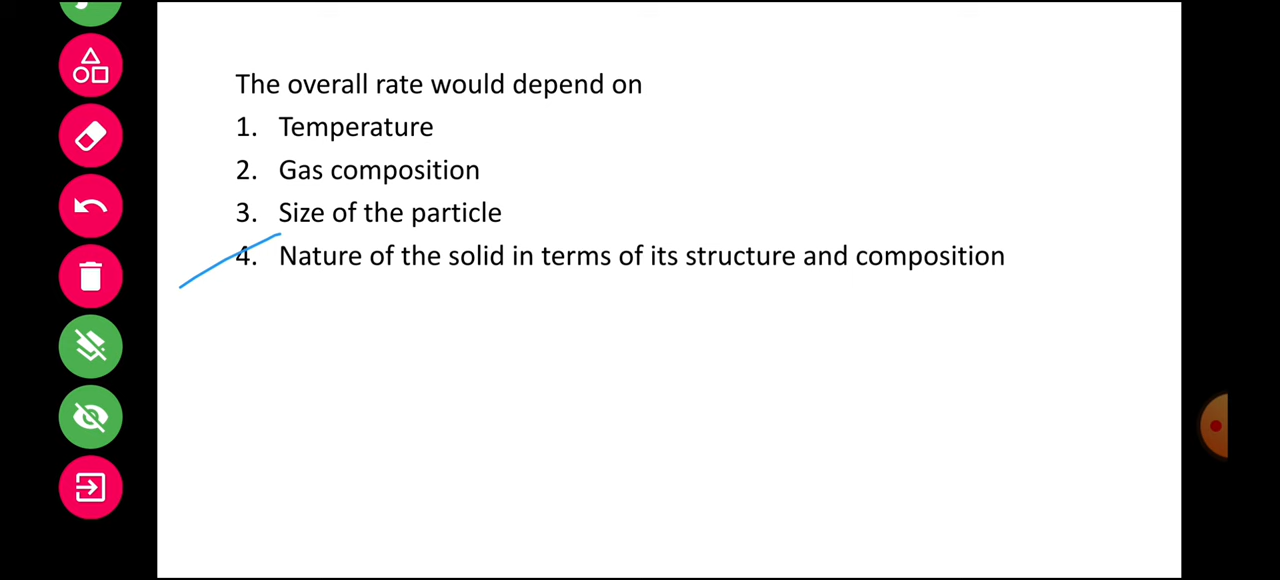 The overall rate would depend on
1. Temperature
2. Gas composition
3. Size of the particle
4. Nature of the solid in terms of its structure and composition